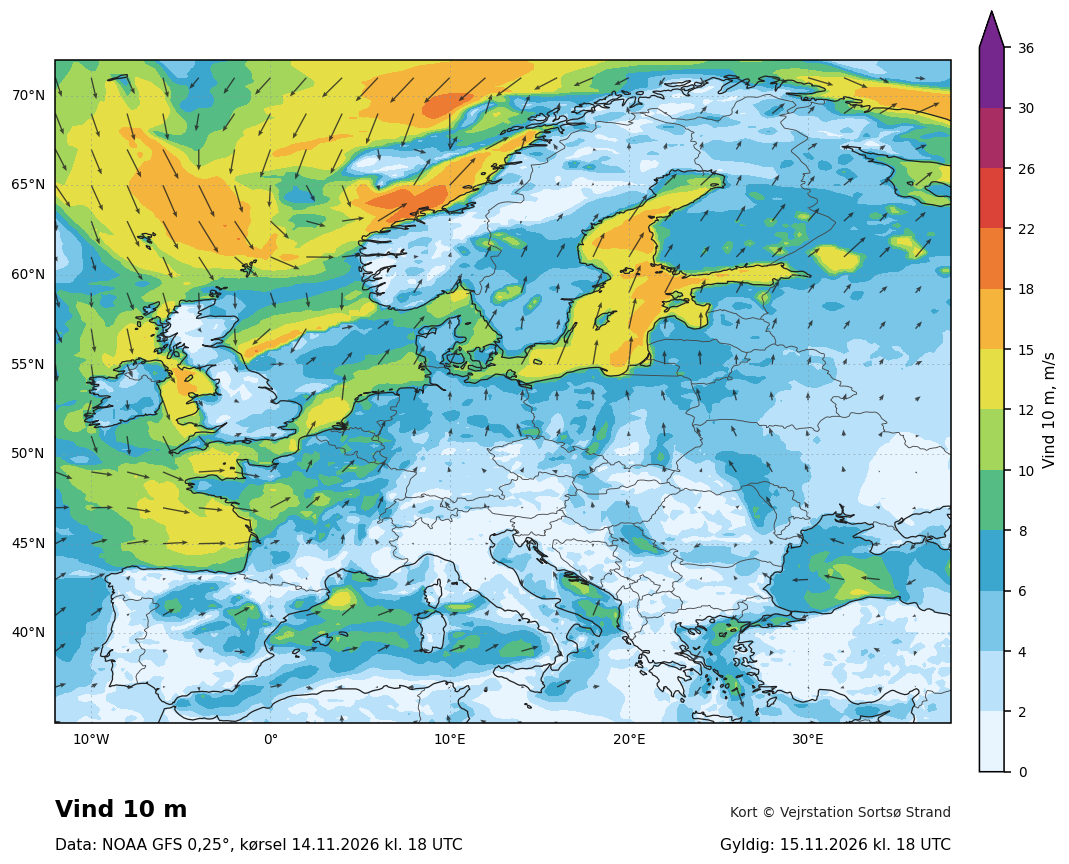 36
30
26
22
18
15
12
10
8
6
4
2
0
Vind 10 m, m/s
70°N
65°N
60°N
55°N
50°N
45°N
40°N
10°W
0°
10°E
20°E
30°E
Vind 10 m
Kort © Vejrstation Sortsø Strand
Data: NOAA GFS 0,25°, kørsel 14.11.2026 kl. 18 UTC
Gyldig: 15.11.2026 kl. 18 UTC